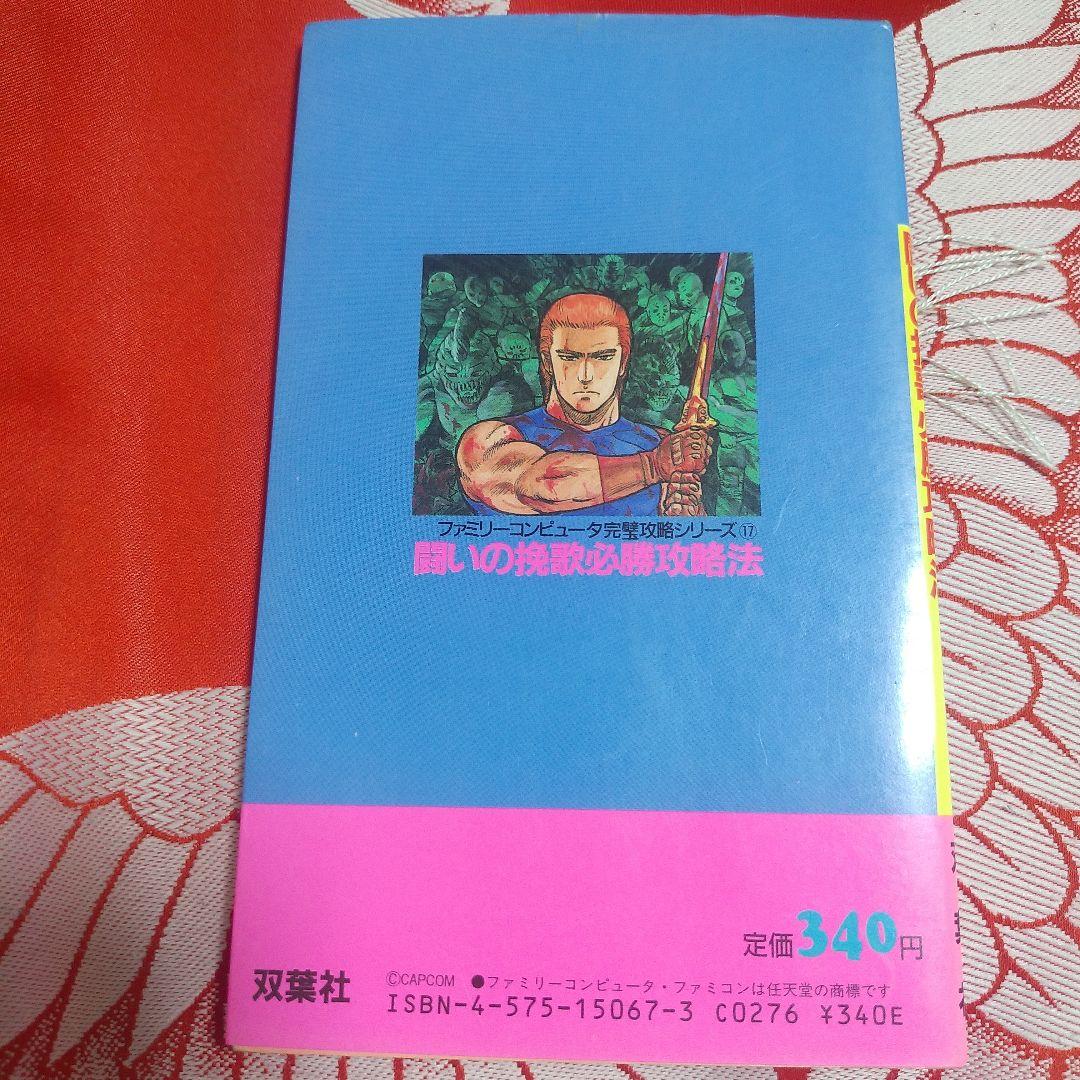 ファミリーコンピュータ完璧攻略シリーズ⑰
闘いの挽歌必勝攻略法
定価340円
双葉社
©CAPCOM ●ファミリーコンピュータ・ファミコンは任天堂の商標です
ISBN4-575-15067-3 C0276 ¥340E